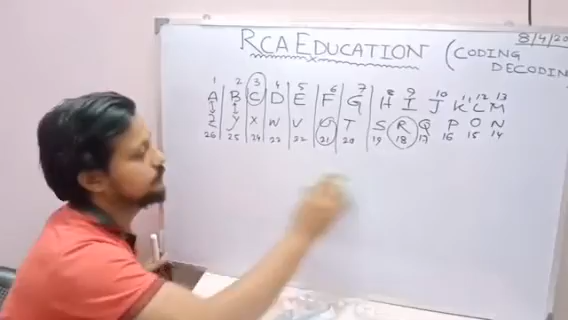 8/4/20
RCA EDUCATION (CODING
DECODING
1 2 3 4 5 6 7 8 9 10 11 12 13
A B C D E F G H I J K L M
Z Y X W V U T S R Q P O N
26 25 24 23 22 21 20 19 18 17 16 15 14